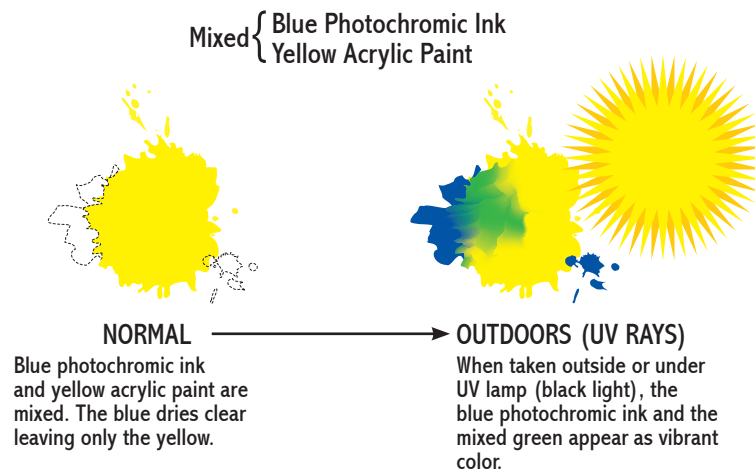 Mixed { Blue Photochromic Ink
Yellow Acrylic Paint
NORMAL
Blue photochromic ink
and yellow acrylic paint are
mixed. The blue dries clear
leaving only the yellow.
OUTDOORS (UV RAYS)
When taken outside or under
UV lamp (black light), the
blue photochromic ink and the
mixed green appear as vibrant
color.